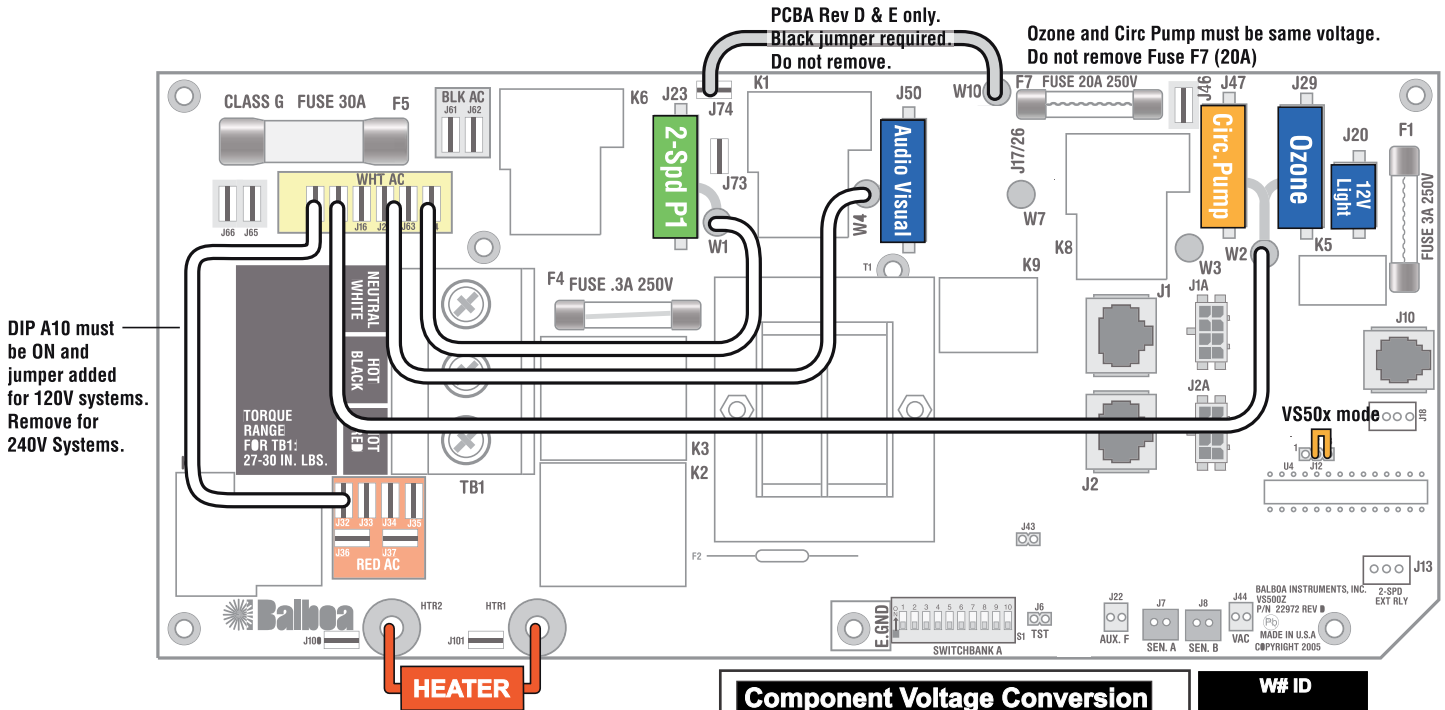 PCBA Rev D & E only.
Black jumper required.
Do not remove.
Ozone and Circ Pump must be same voltage.
Do not remove Fuse F7 (20A)
CLASS G FUSE 30A F5
BLK AC
J61 J62
K6
J23
J74
K1
J50
W10
F7 FUSE 20A 250V
J46
J47
J29
J20
F1
FUSE 3A 250V
2-Spd P1
J73
Audio Visual
J17/26
Circ.Pump
Ozone
12V
Light
WHT AC
J66 J65
J16
J63
W1
W4
W7
K8
W3
W2
K5
T1
K9
F4 FUSE .3A 250V
J1
J1A
J10
NEUTRAL
WHITE
HOT
BLACK
DIP A10 must
be ON and
jumper added
for 120V systems.
Remove for
240V Systems.
TORQUE
RANGE
FOR TB1:
27-30 IN. LBS.
TB1
K3
K2
J2
J2A
VS50x mode
J18
1
U4 J12
J32 J33 J34 J35
J36 J37
RED AC
J43
F2
J13
2-SPD
EXT RLY
Balboa
HTR2
HTR1
J101
HEATER
E.GND
ON
1 2 3 4 5 6 7 8 9 10
S1
SWITCHBANK A
J6
TST
J22
AUX. F
J7
SEN. A
J8
SEN. B
J44
VAC
BALBOA INSTRUMENTS, INC.
VS500Z
P/N 22972 REV D
Pb
MADE IN U.S.A
COPYRIGHT 2005
Component Voltage Conversion
W# ID